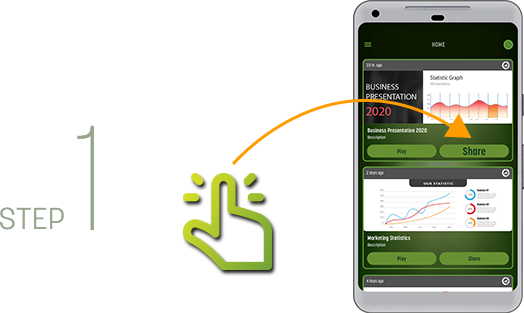 STEP 1
HOME
25 hr. ago
BUSINESS
PRESENTATION
2020
Statistic Graph
Business Presentation 2020
Description
Play
Share
2 days ago
OUR STATISTIC
Marketing Statistics
Description
Play
Share
4 days ago